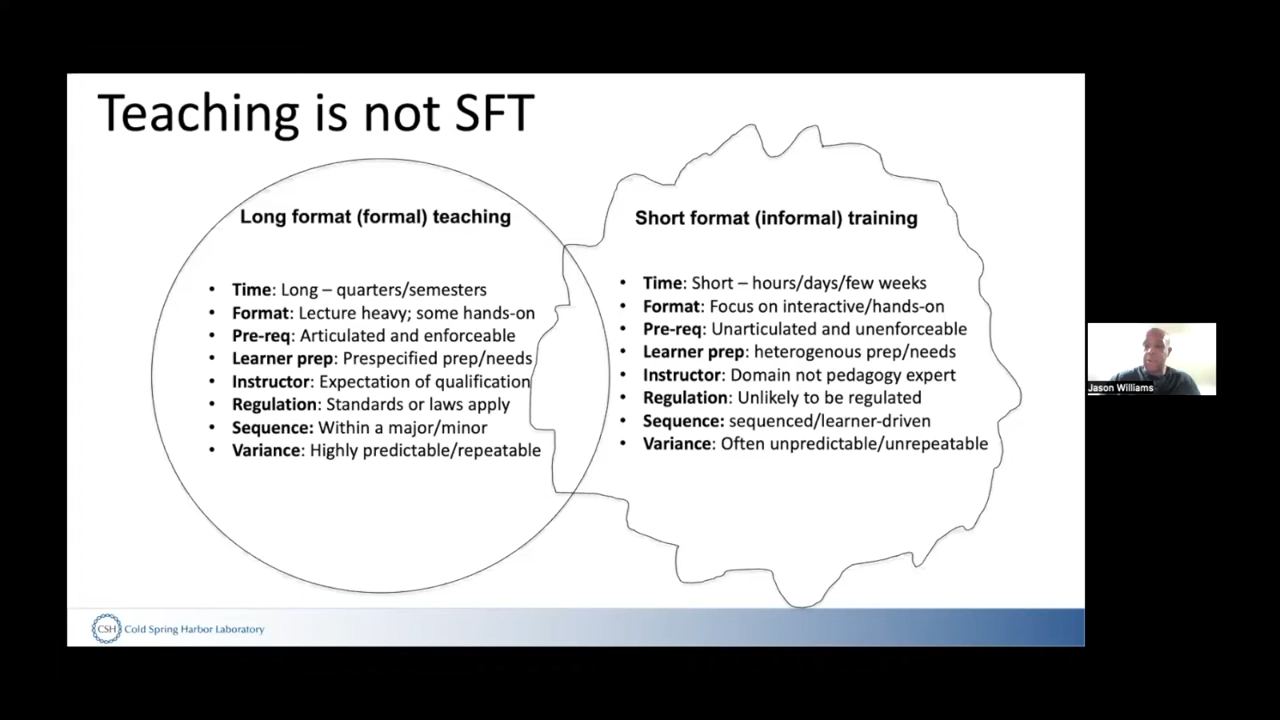 Teaching is not SFT
Long format (formal) teaching
• Time: Long – quarters/semesters
• Format: Lecture heavy; some hands-on
• Pre-req: Articulated and enforceable
• Learner prep: Prespecified prep/needs
• Instructor: Expectation of qualification
• Regulation: Standards or laws apply
• Sequence: Within a major/minor
• Variance: Highly predictable/repeatable
Short format (informal) training
• Time: Short – hours/days/few weeks
• Format: Focus on interactive/hands-on
• Pre-req: Unarticulated and unenforceable
• Learner prep: heterogenous prep/needs
• Instructor: Domain not pedagogy expert
• Regulation: Unlikely to be regulated
• Sequence: sequenced/learner-driven
• Variance: Often unpredictable/unrepeatable
Jason Williams
CSH Cold Spring Harbor Laboratory